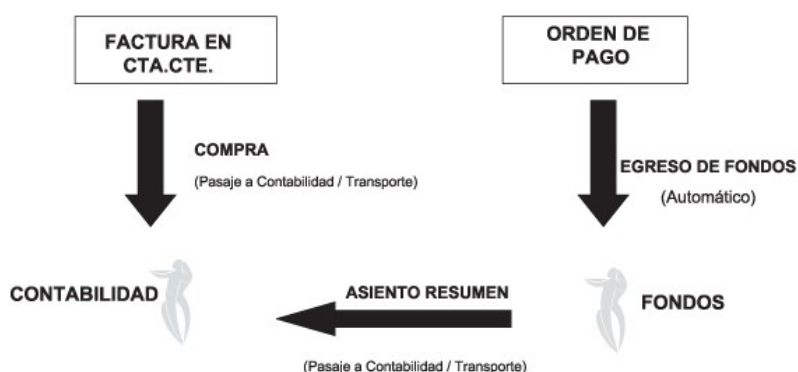 FACTURA EN
CTA.CTE.
ORDEN DE
PAGO
COMPRA
(Pasaje a Contabilidad / Transporte)
EGRESO DE FONDOS
(Automático)
CONTABILIDAD
ASIENTO RESUMEN
FONDOS
(Pasaje a Contabilidad / Transporte)